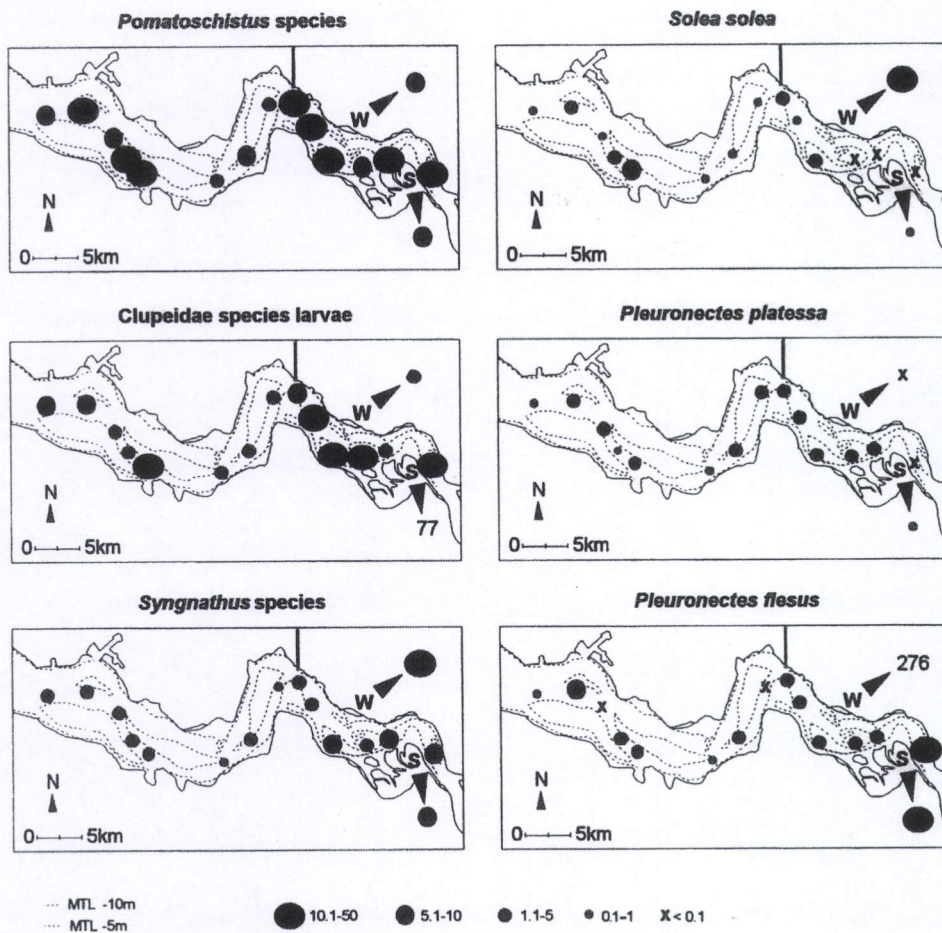 Pomatoschistus species
Solea solea
W
S
N
0 5km
W
S
N
0 5km
Clupeidae species larvae
Pleuronectes platessa
W
S
77
N
0 5km
W
x
S
x
N
0 5km
Syngnathus species
Pleuronectes flesus
W
S
N
0 5km
276
W
S
N
0 5km
MTL -10m
MTL -5m
10.1-50
5.1-10
1.1-5
0.1-1
x < 0.1